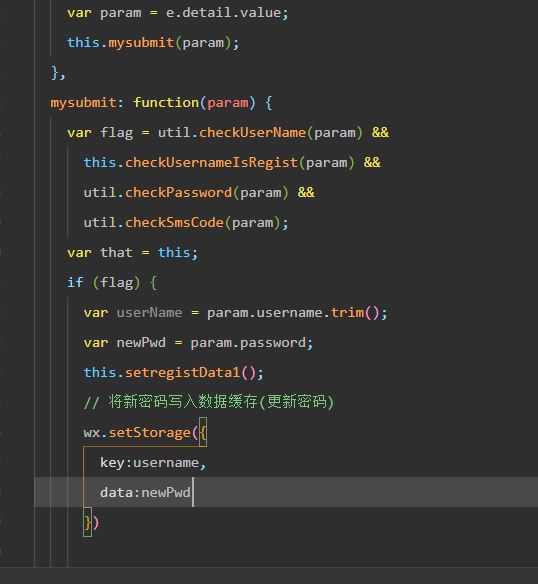 var param = e.detail.value;
this.mysubmit(param);
},
mysubmit: function(param) {
var flag = util.checkUserName(param) &&
this.checkUsernameIsRegist(param) &&
util.checkPassword(param) &&
util.checkSmsCode(param);
var that = this;
if (flag) {
var userName = param.username.trim();
var newPwd = param.password;
this.setregistData1();
// 将新密码写入数据缓存(更新密码)
wx.setStorage({
key:username,
data:newPwd
})